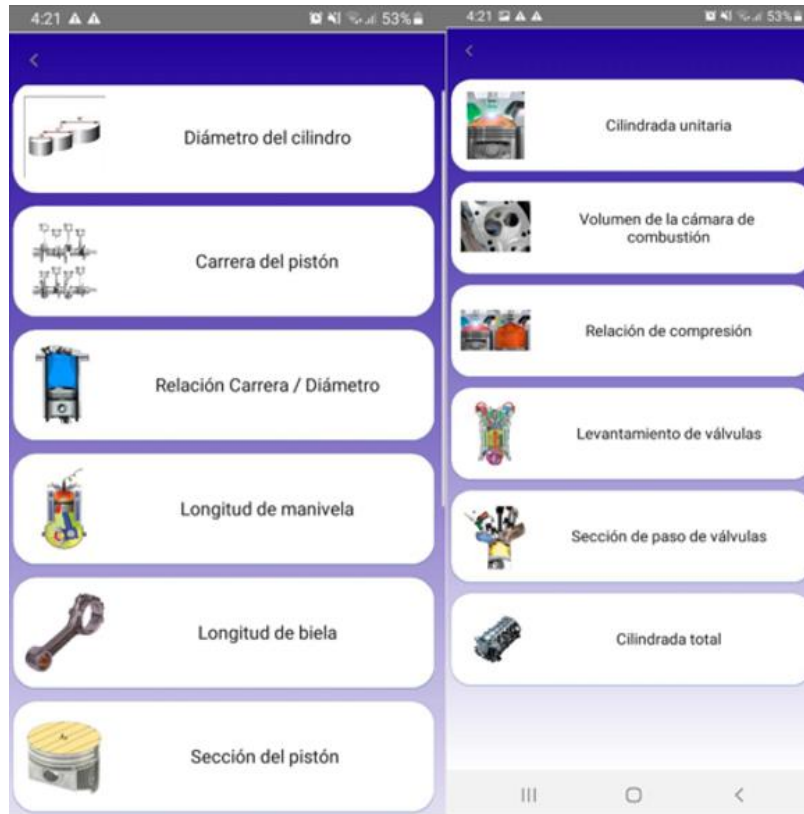 4:21
53%
Diámetro del cilindro
Carrera del pistón
Relación Carrera / Diámetro
Longitud de manivela
Longitud de biela
Sección del pistón
4:21
53%
Cilindrada unitaria
Volumen de la cámara de
combustión
Relación de compresión
Levantamiento de válvulas
Sección de paso de válvulas
Cilindrada total